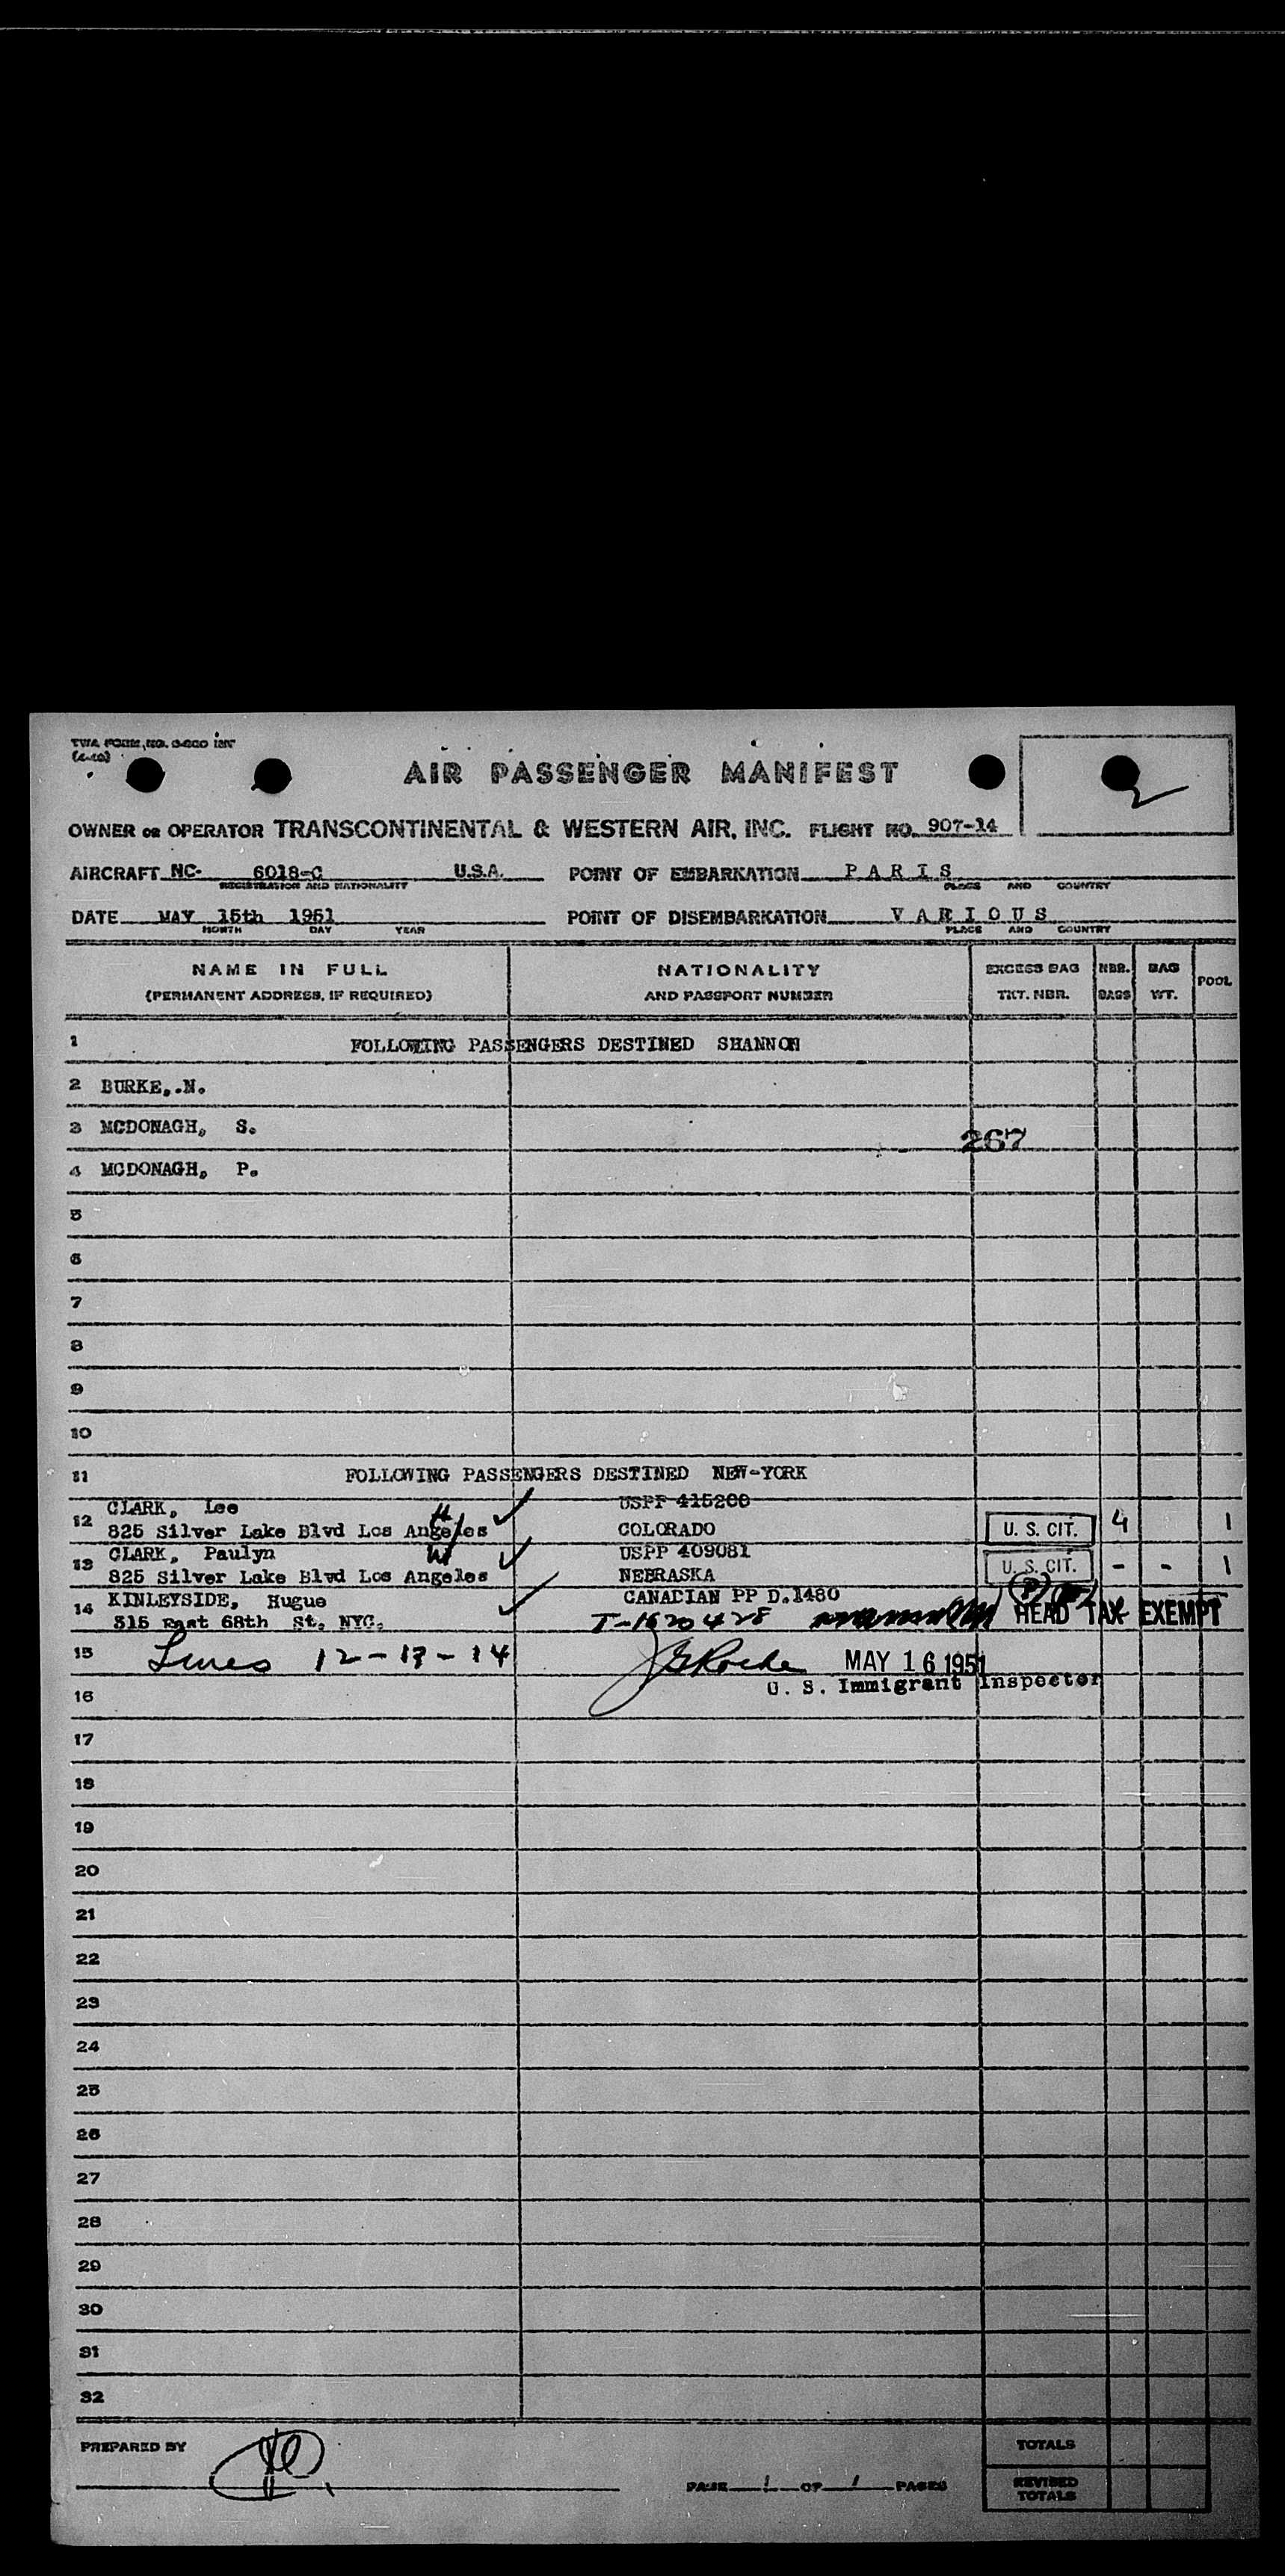 TWA FORM NO. INT
2
AIR PASSENGER MANIFEST
OWNER OR OPERATOR TRANSCONTINENTAL & WESTERN AIR, INC. FLIGHT NO. 907-14
AIRCRAFT NC- 6018-C U.S.A. POINT OF EMBARKATION P A R I S
REGISTRATION AND NATIONALITY PLACE AND COUNTRY
DATE MAY 15th 1951 POINT OF DISEMBARKATION V A R I O U S
MONTH DAY YEAR PLACE AND COUNTRY
NAME IN FULL NATIONALITY EXCESS BAG NBR. BAG POOL
(PERMANENT ADDRESS, IF REQUIRED) AND PASSPORT NUMBER TKT. NBR. BAGS WT.
1 FOLLOWING PASSENGERS DESTINED SHANNON
2 BURKE,.N.
3 MCDONAGH, S.
267
4 MCDONAGH, P.
5
6
7
8
9
10
11 FOLLOWING PASSENGERS DESTINED NEW-YORK
CLARK, Lee H USPP 415200
12 825 Silver Lake Blvd Los Angeles COLORADO U. S. CIT. 4 1
CLARK, Paulyn W USPP 409081
13 825 Silver Lake Blvd Los Angeles NEBRASKA U. S. CIT. - - 1
KINLEYSIDE, Hugue CANADIAN PP D.1480
14 315 East 68th St. NYC. T-1620428 HEAD TAX EXEMPT
15 Lines 12-13-14 MAY 16 1951
U. S. Immigrant Inspector
16
17
18
19
20
21
22
23
24
25
26
27
28
29
30
31
32
PREPARED BY TOTALS
PAGE 1 OF 1 PAGES REVISED
TOTALS